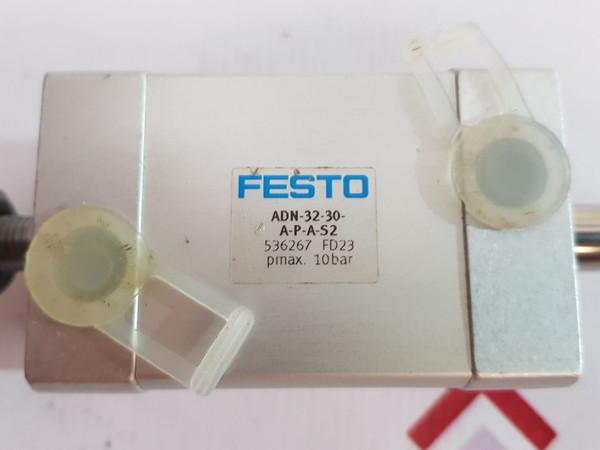 FESTO
ADN-32-30-
A-P-A-S2
536267 FD23
pmax. 10bar